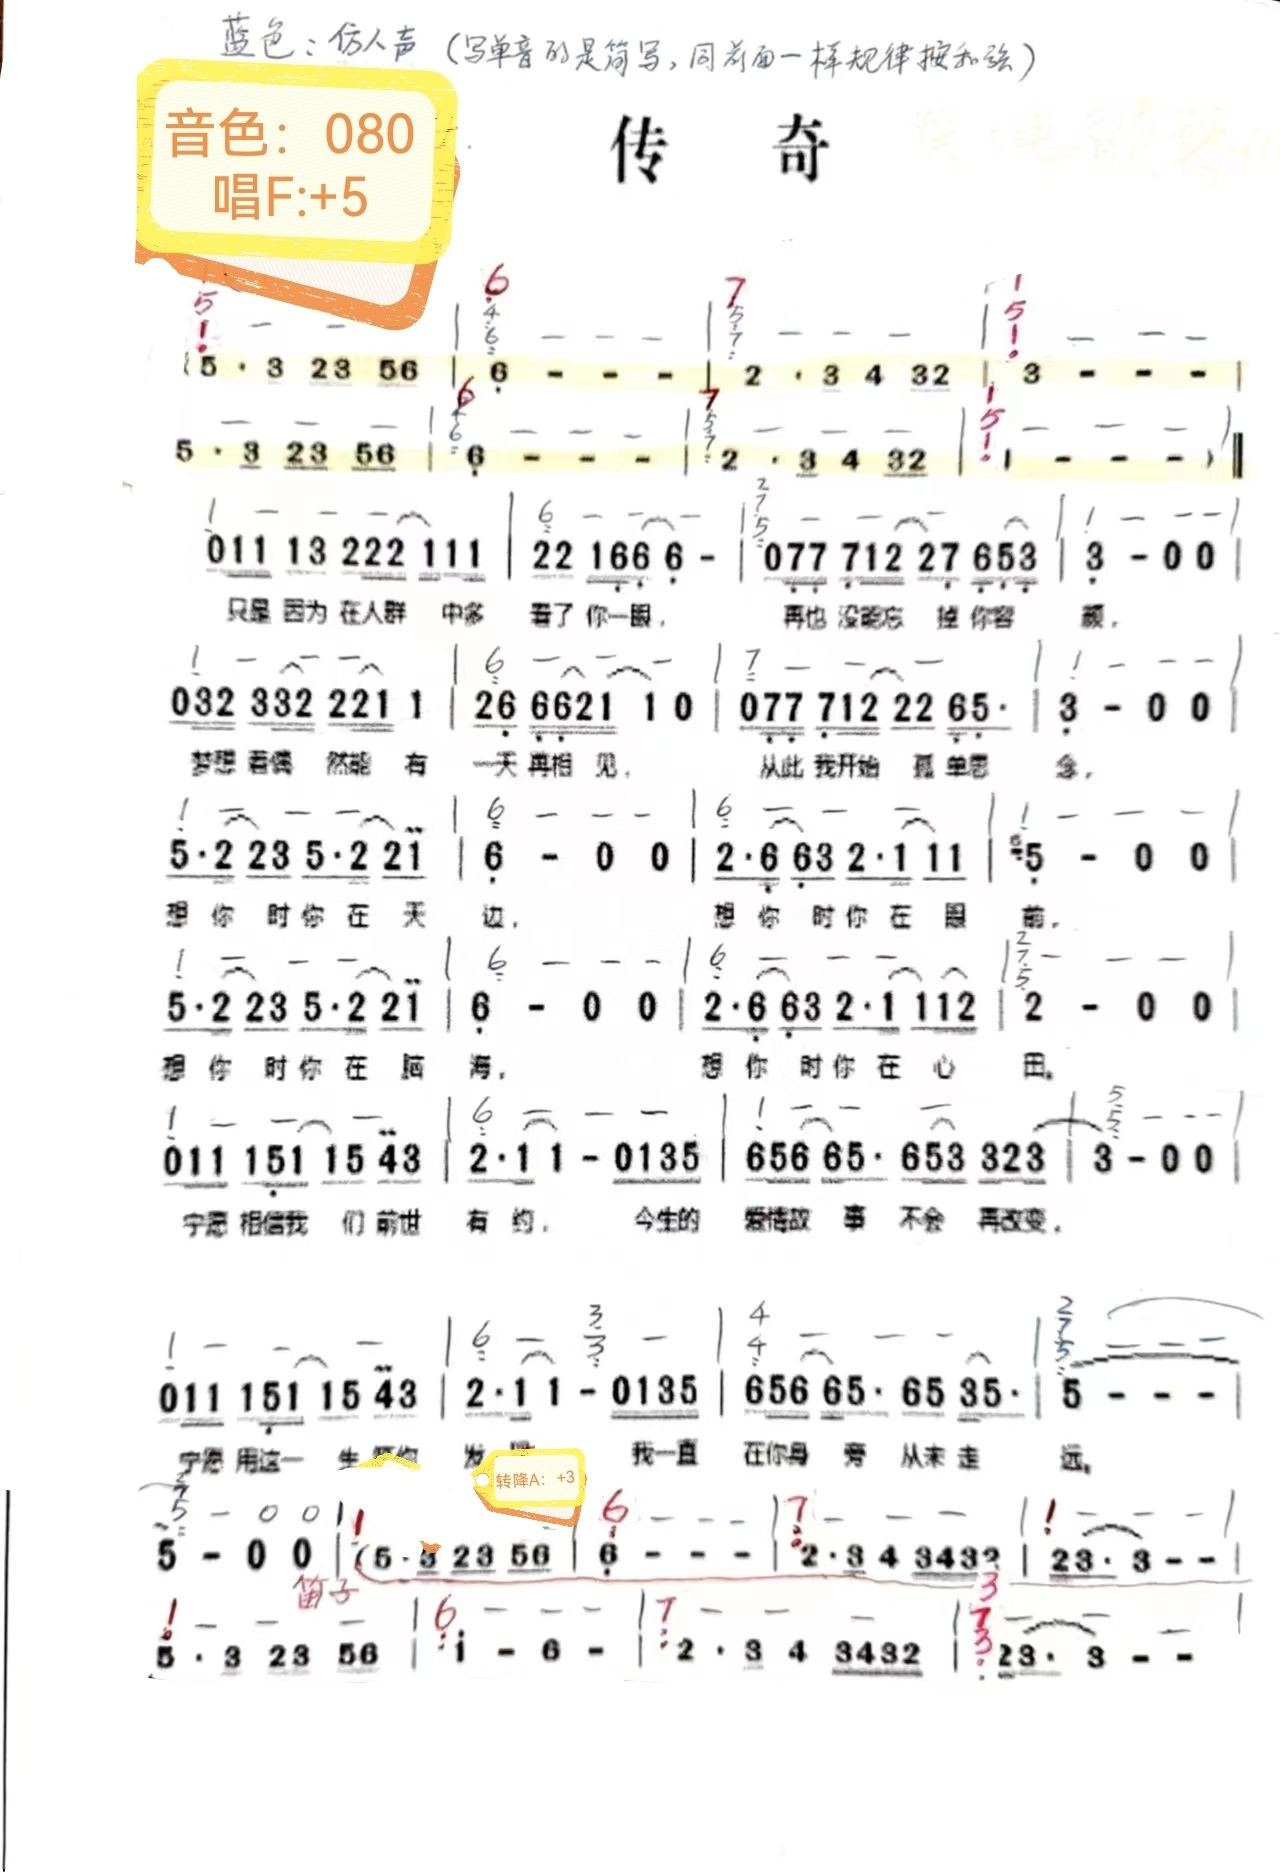 蓝色：仿人声（写单音的是简写，同前面一样规律按和弦）
音色：080
唱F:+5
传 奇
5 · 3 23 56 | 6 - - - | 2 · 3 4 32 | 3 - - - |
5 · 3 23 56 | 6 - - - | 2 · 3 4 32 | 1 - - - )
011 13 222 111 | 22 166 6 - | 077 712 27 653 | 3 - 0 0 |
只是 因为 在人群 中多 看了 你一眼， 再也 没能忘 掉 你容 颜，
032 332 221 1 | 26 6621 1 0 | 077 712 22 65· | 3 - 0 0 |
梦想 着偶 然能 有 一天 再相 见， 从此 我开始 孤 单思 念，
5·2 23 5·2 21 | 6 - 0 0 | 2·6 63 2·1 11 | 5 - 0 0 |
想 你 时你 在 天 边， 想 你 时你 在 眼 前，
5·2 23 5·2 21 | 6 - 0 0 | 2·6 63 2·1 112 | 2 - 0 0 |
想 你 时你 在 脑 海， 想 你 时你 在 心 田。
011 151 15 43 | 2·1 1 - 0135 | 656 65· 653 323 | 3 - 0 0 |
宁愿 相信我 们 前世 有 约， 今生的 爱情故 事 不会 再改变，
011 151 15 43 | 2·1 1 - 0135 | 656 65· 65 35· | 5 - - - |
宁愿 用这一 生 发 我一直 在你身 旁 从未 走 远。
转降A：+3
5 - 0 0 | (5 · 3 23 56 | 6 - - - | 2·3 4 3432 | 23· 3 - - |
笛子
5 · 3 23 56 | i - 6 - | 2 · 3 4 3432 | 23· 3 - -